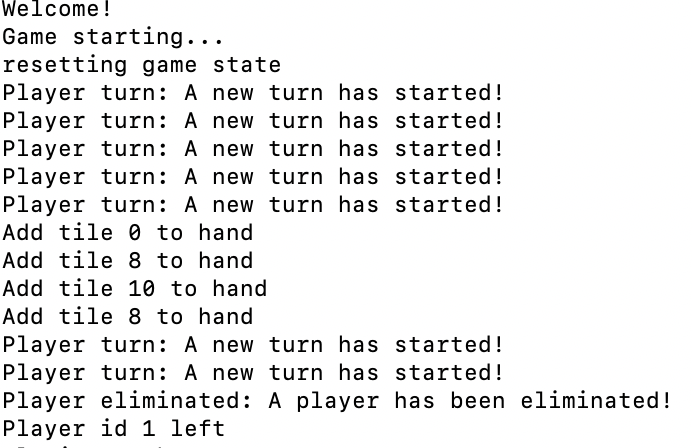 Welcome!
Game starting...
resetting game state
Player turn: A new turn has started!
Player turn: A new turn has started!
Player turn: A new turn has started!
Player turn: A new turn has started!
Player turn: A new turn has started!
Add tile 0 to hand
Add tile 8 to hand
Add tile 10 to hand
Add tile 8 to hand
Player turn: A new turn has started!
Player turn: A new turn has started!
Player eliminated: A player has been eliminated!
Player id 1 left